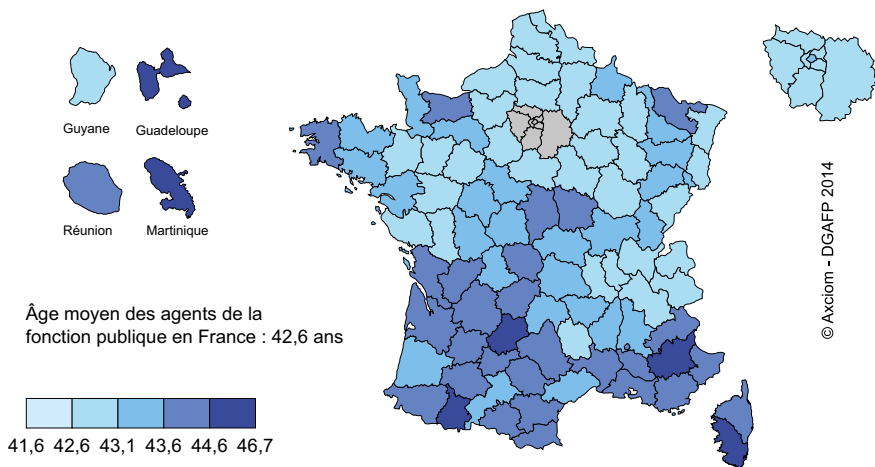 Guyane
Guadeloupe
Réunion
Martinique
Âge moyen des agents de la
fonction publique en France : 42,6 ans
41,6 42,6 43,1 43,6 44,6 46,7
© Axciom - DGAFP 2014